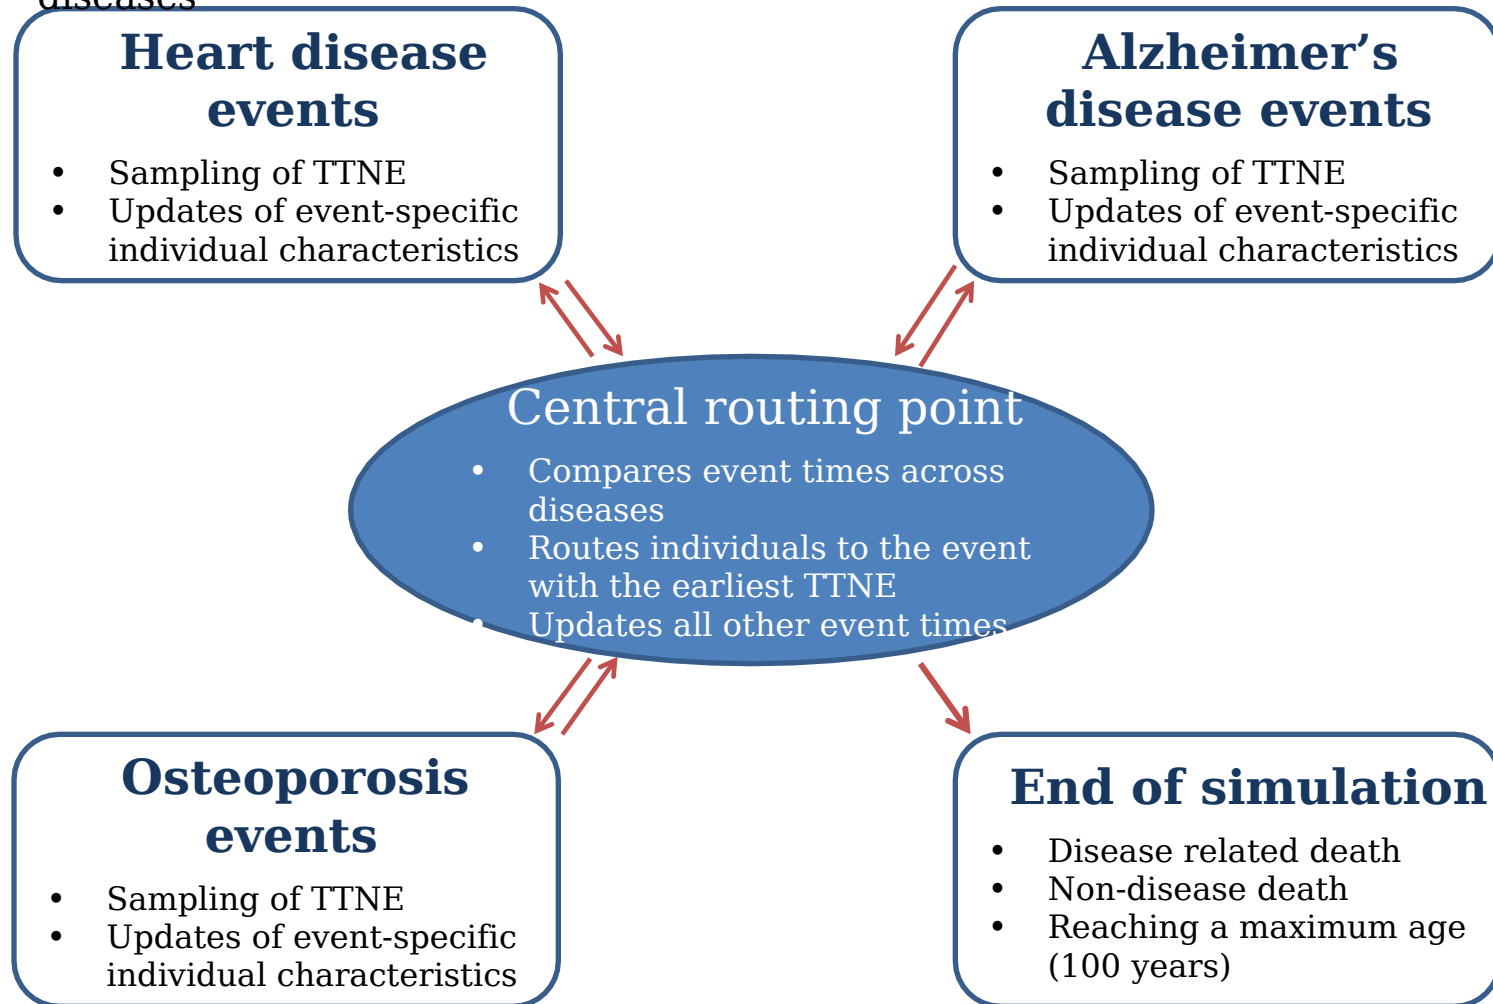 diseases
Heart disease
events
• Sampling of TTNE
• Updates of event-specific
individual characteristics
Alzheimer’s
disease events
• Sampling of TTNE
• Updates of event-specific
individual characteristics
Central routing point
• Compares event times across
diseases
• Routes individuals to the event
with the earliest TTNE
• Updates all other event times
Osteoporosis
events
• Sampling of TTNE
• Updates of event-specific
individual characteristics
End of simulation
• Disease related death
• Non-disease death
• Reaching a maximum age
(100 years)